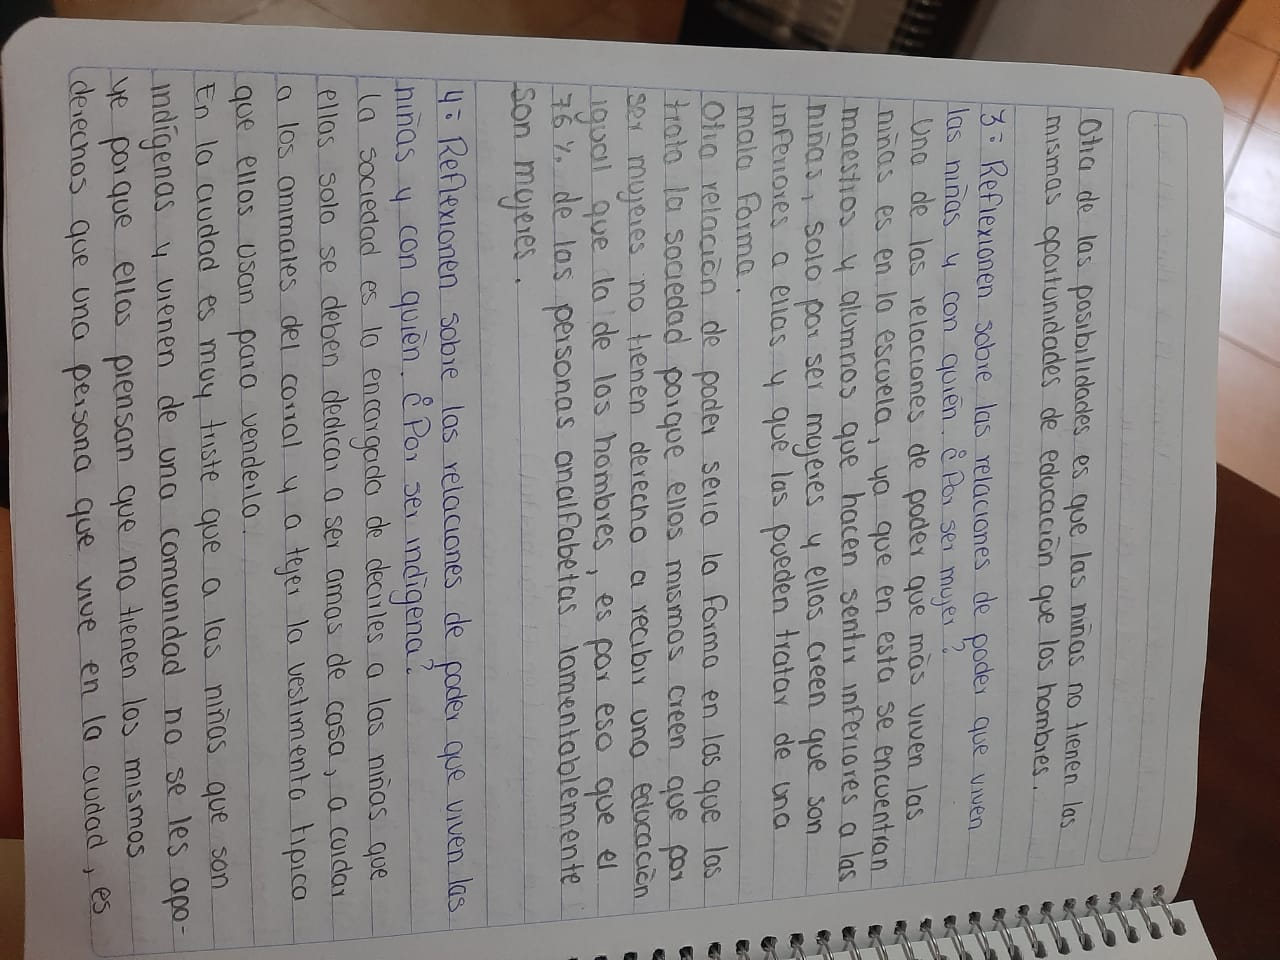 Otra de las posibilidades es que las niñas no tienen las
mismas oportunidades de educación que los hombres.
3= Reflexionen sobre las relaciones de poder que viven
las niñas y con quién. ¿Por ser mujer?
Una de las relaciones de poder que más viven las
niñas es en la escuela, ya que en esta se encuentran
maestros y alumnos que hacen sentir inferiores a las
niñas, solo por ser mujeres y ellos creen que son
inferiores a ellos y que las pueden tratar de una
mala forma.
Otra relación de poder sería la forma en las que las
trata la sociedad porque ellos mismos creen que por
ser mujeres no tienen derecho a recibir una educación
igual que la de los hombres, es por eso que el
76 % de las personas analfabetas lamentablemente
son mujeres.
4= Reflexionen sobre las relaciones de poder que viven las
niñas y con quién. ¿Por ser indígena?
La sociedad es la encargada de decirles a las niñas que
ellas solo se deben dedicar a ser amas de casa, a cuidar
a los animales del corral y a tejer la vestimenta tipica
que ellos usan para venderla.
En la ciudad es muy triste que a las niñas que son
indígenas y vienen de una comunidad no se les apo-
ye porque ellos piensan que no tienen los mismos
derechos que una persona que vive en la ciudad, es